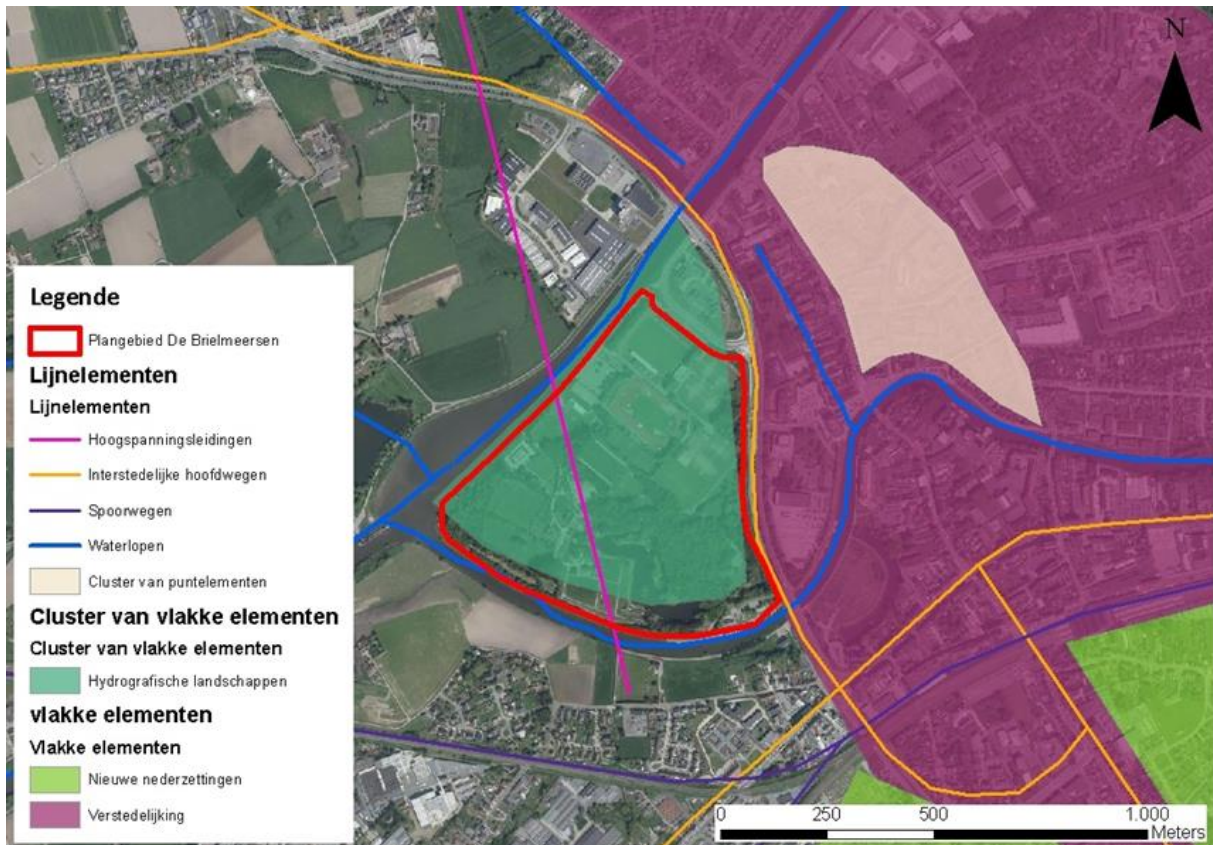 N
Legende
Plangebied De Brielmeersen
Lijnelementen
Lijnelementen
Hoogspanningsleidingen
Interstedelijke hoofdwegen
Spoorwegen
Waterlopen
Cluster van puntelementen
Cluster van vlakke elementen
Cluster van vlakke elementen
Hydrografische landschappen
vlakke elementen
Vlakke elementen
Nieuwe nederzettingen
Verstedelijking
0 250 500 1.000
Meters